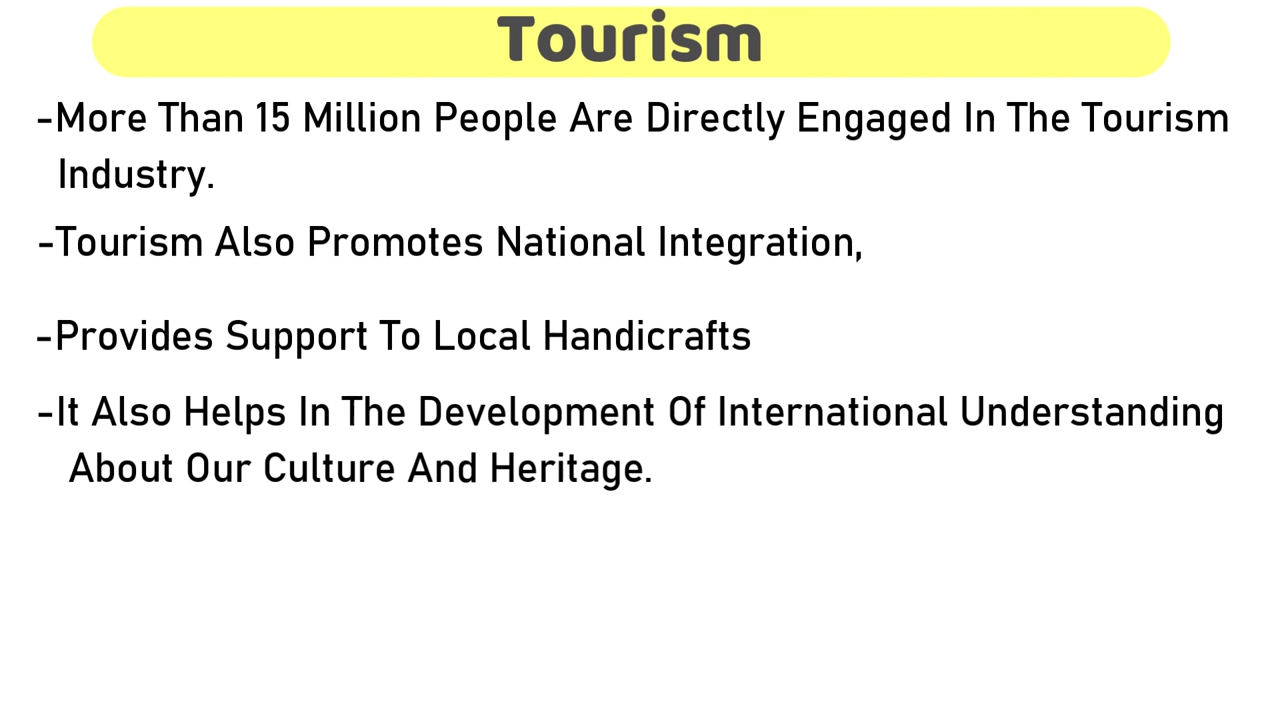 Tourism
-More Than 15 Million People Are Directly Engaged In The Tourism
Industry.
-Tourism Also Promotes National Integration,
-Provides Support To Local Handicrafts
-It Also Helps In The Development Of International Understanding
About Our Culture And Heritage.